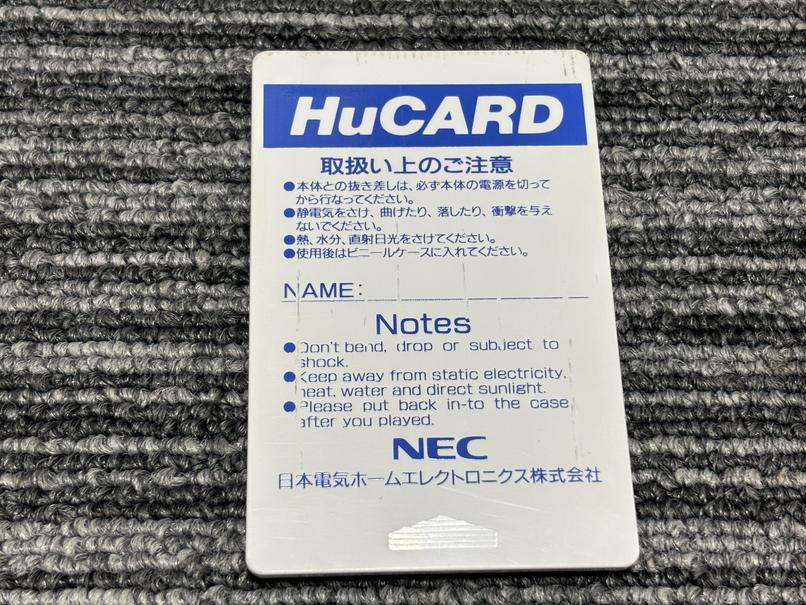 HuCARD
取扱い上のご注意
●本体との抜き差しは、必ず本体の電源を切って
から行なってください。
●静電気をさけ、曲げたり、落したり、衝撃を与え
ないでください。
●熱、水分、直射日光をさけてください。
●使用後はビニールケースに入れてください。
NAME:
Notes
●Don't bend, drop or subject to
shock.
●Keep away from static electricity,
heat, water and direct sunlight.
●Please put back in-to the case
after you played.
NEC
日本電気ホームエレクトロニクス株式会社